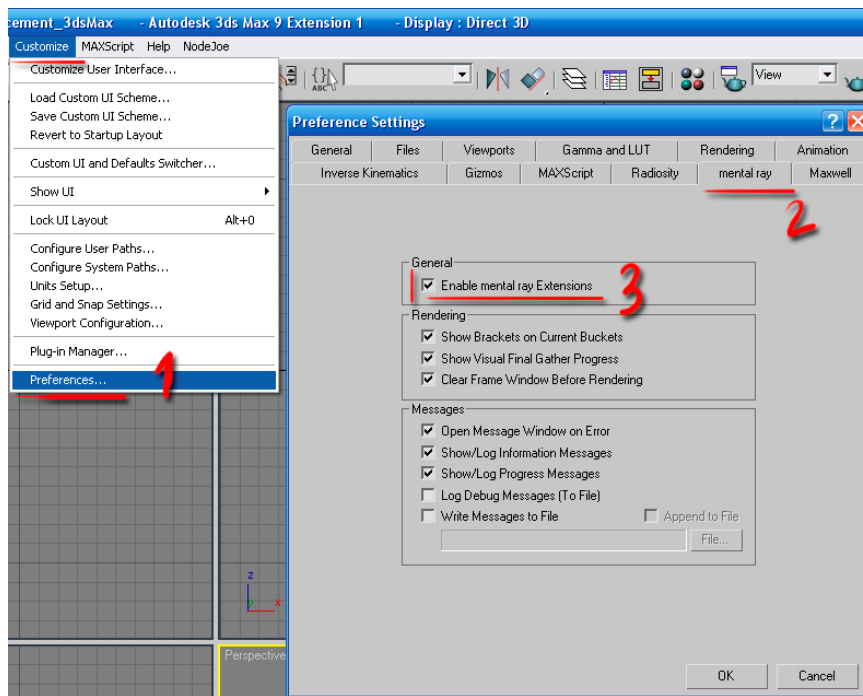 cement_3dsMax - Autodesk 3ds Max 9 Extension 1 - Display : Direct 3D
Customize MAXScript Help NodeJoe
Customize User Interface...
Load Custom UI Scheme...
Save Custom UI Scheme...
Revert to Startup Layout
Custom UI and Defaults Switcher...
Show UI
Lock UI Layout Alt+0
Configure User Paths...
Configure System Paths...
Units Setup...
Grid and Snap Settings...
Viewport Configuration...
Plug-in Manager...
Preferences...
1
ABC
View
Preference Settings
General Files Viewports Gamma and LUT Rendering Animation
Inverse Kinematics Gizmos MAXScript Radiosity mental ray Maxwell
2
General
Enable mental ray Extensions
3
Rendering
Show Brackets on Current Buckets
Show Visual Final Gather Progress
Clear Frame Window Before Rendering
Messages
Open Message Window on Error
Show/Log Information Messages
Show/Log Progress Messages
Log Debug Messages (To File)
Write Messages to File Append to File
File...
z
y x
Perspective
OK Cancel